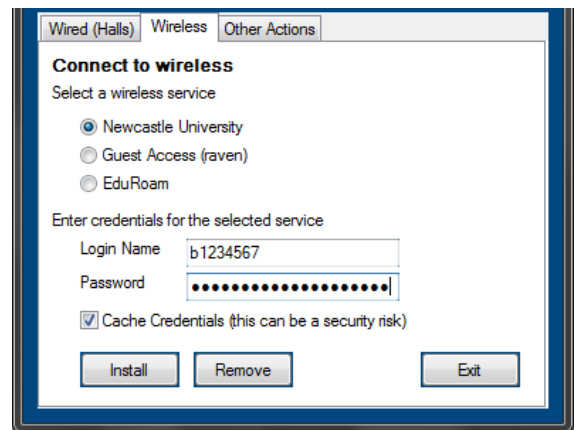 Wired (Halls) Wireless Other Actions
Connect to wireless
Select a wireless service
Newcastle University
Guest Access (raven)
EduRoam
Enter credentials for the selected service
Login Name b1234567
Password ●●●●●●●●●●●●●●●●●●●●
Cache Credentials (this can be a security risk)
Install Remove Exit